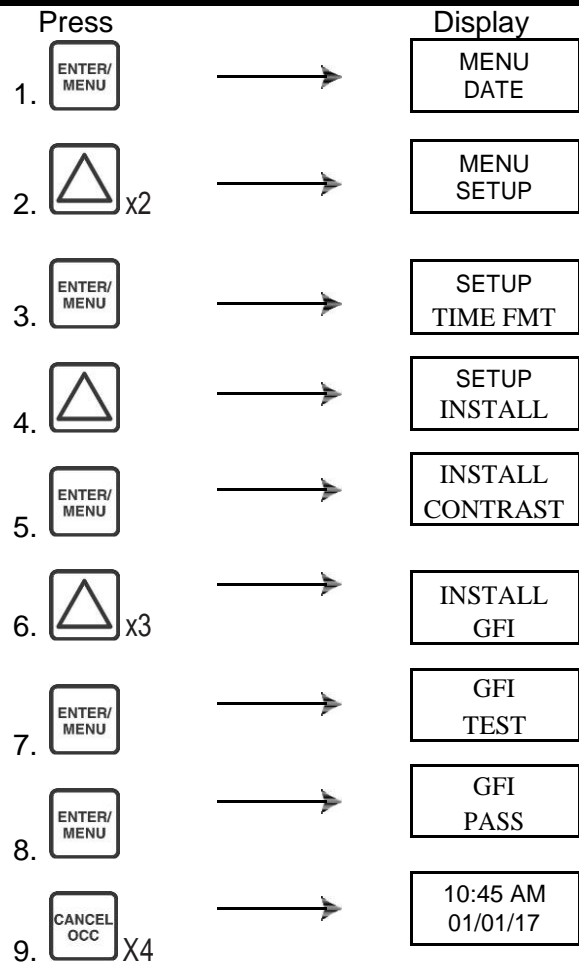 Press Display
1. ENTER/
MENU
MENU
DATE
2. x2
MENU
SETUP
3. ENTER/
MENU
SETUP
TIME FMT
4.
SETUP
INSTALL
5. ENTER/
MENU
INSTALL
CONTRAST
6. x3
INSTALL
GFI
7. ENTER/
MENU
GFI
TEST
8. ENTER/
MENU
GFI
PASS
9. CANCEL
OCC X4
10:45 AM
01/01/17